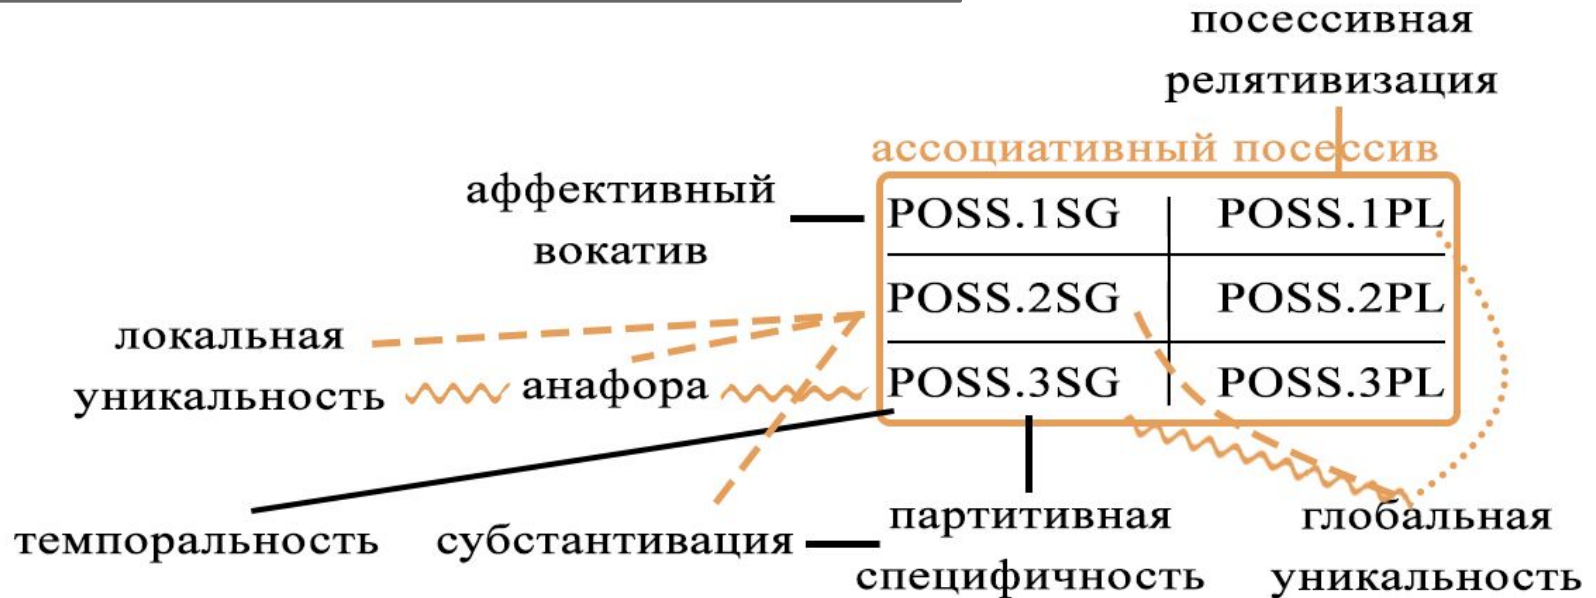 посессивная
релятивизация
ассоциативный посессив
аффективный
вокатив
POSS.1SG POSS.1PL
POSS.2SG POSS.2PL
POSS.3SG POSS.3PL
локальная
уникальность
анафора
темпоральность
субстантивация
партитивная
специфичность
глобальная
уникальность